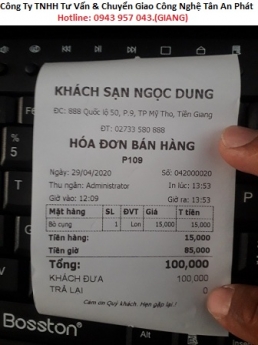 Công Ty TNHH Tư Vấn & Chuyển Giao Công Nghệ Tân An Phát
Hotline: 0943 957 043.(GIANG)
KHÁCH SẠN NGỌC DUNG
ĐC: 888 Quốc lộ 50, P.9, TP Mỹ Tho, Tiền Giang
ĐT: 02733 580 888
HÓA ĐƠN BÁN HÀNG
P109
Ngày: 29/04/2020 Số: 042000020
Thu ngân: Administrator In lúc: 13:53
Giờ vào: 12:09 Giờ ra: 13:53
Mặt hàng SL ĐVT Giá T tiền
Bò cụng 1 Lon 15,000 15,000
Tiền hàng: 15,000
Tiền giờ 85,000
Tổng: 100,000
KHÁCH ĐƯA 100,000
TRẢ LẠI 0
Cám ơn Quý khách. Hẹn gặp lại !
Bosston
Alt
5
%